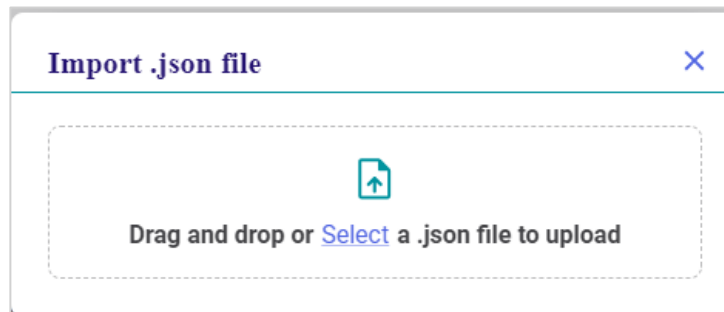 Import .json file
Drag and drop or Select a .json file to upload